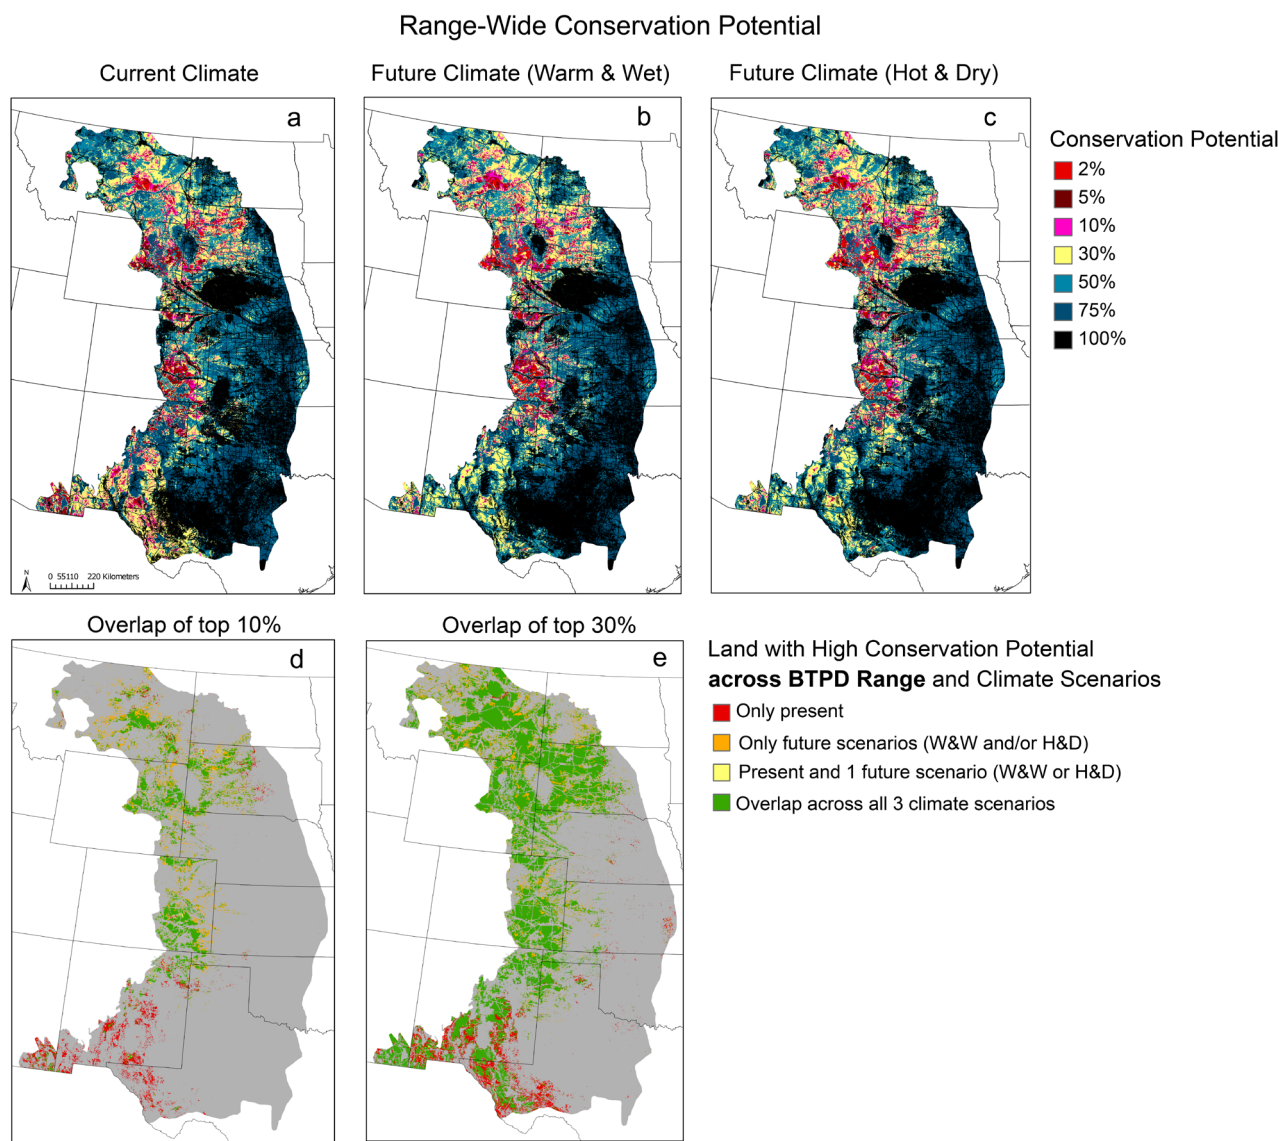 Range-Wide Conservation Potential
Current Climate
Future Climate (Warm & Wet)
Future Climate (Hot & Dry)
a
b
c
Conservation Potential
2%
5%
10%
30%
50%
75%
100%
N
0 55110 220 Kilometers
Overlap of top 10%
Overlap of top 30%
d
e
Land with High Conservation Potential
across BTPD Range and Climate Scenarios
Only present
Only future scenarios (W&W and/or H&D)
Present and 1 future scenario (W&W or H&D)
Overlap across all 3 climate scenarios